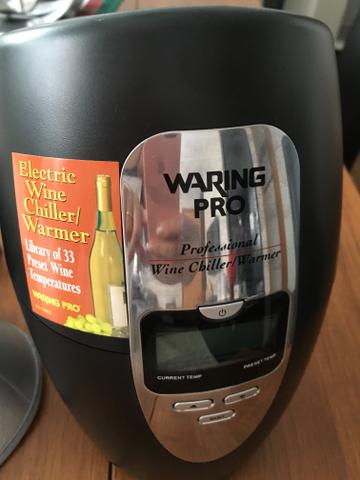 Electric
Wine
Chiller/
Warmer
Library of 33
Preset Wine
Temperatures
WARING PRO
WARING
PRO
Professional
Wine Chiller/Warmer
CURRENT TEMP
PRESET TEMP